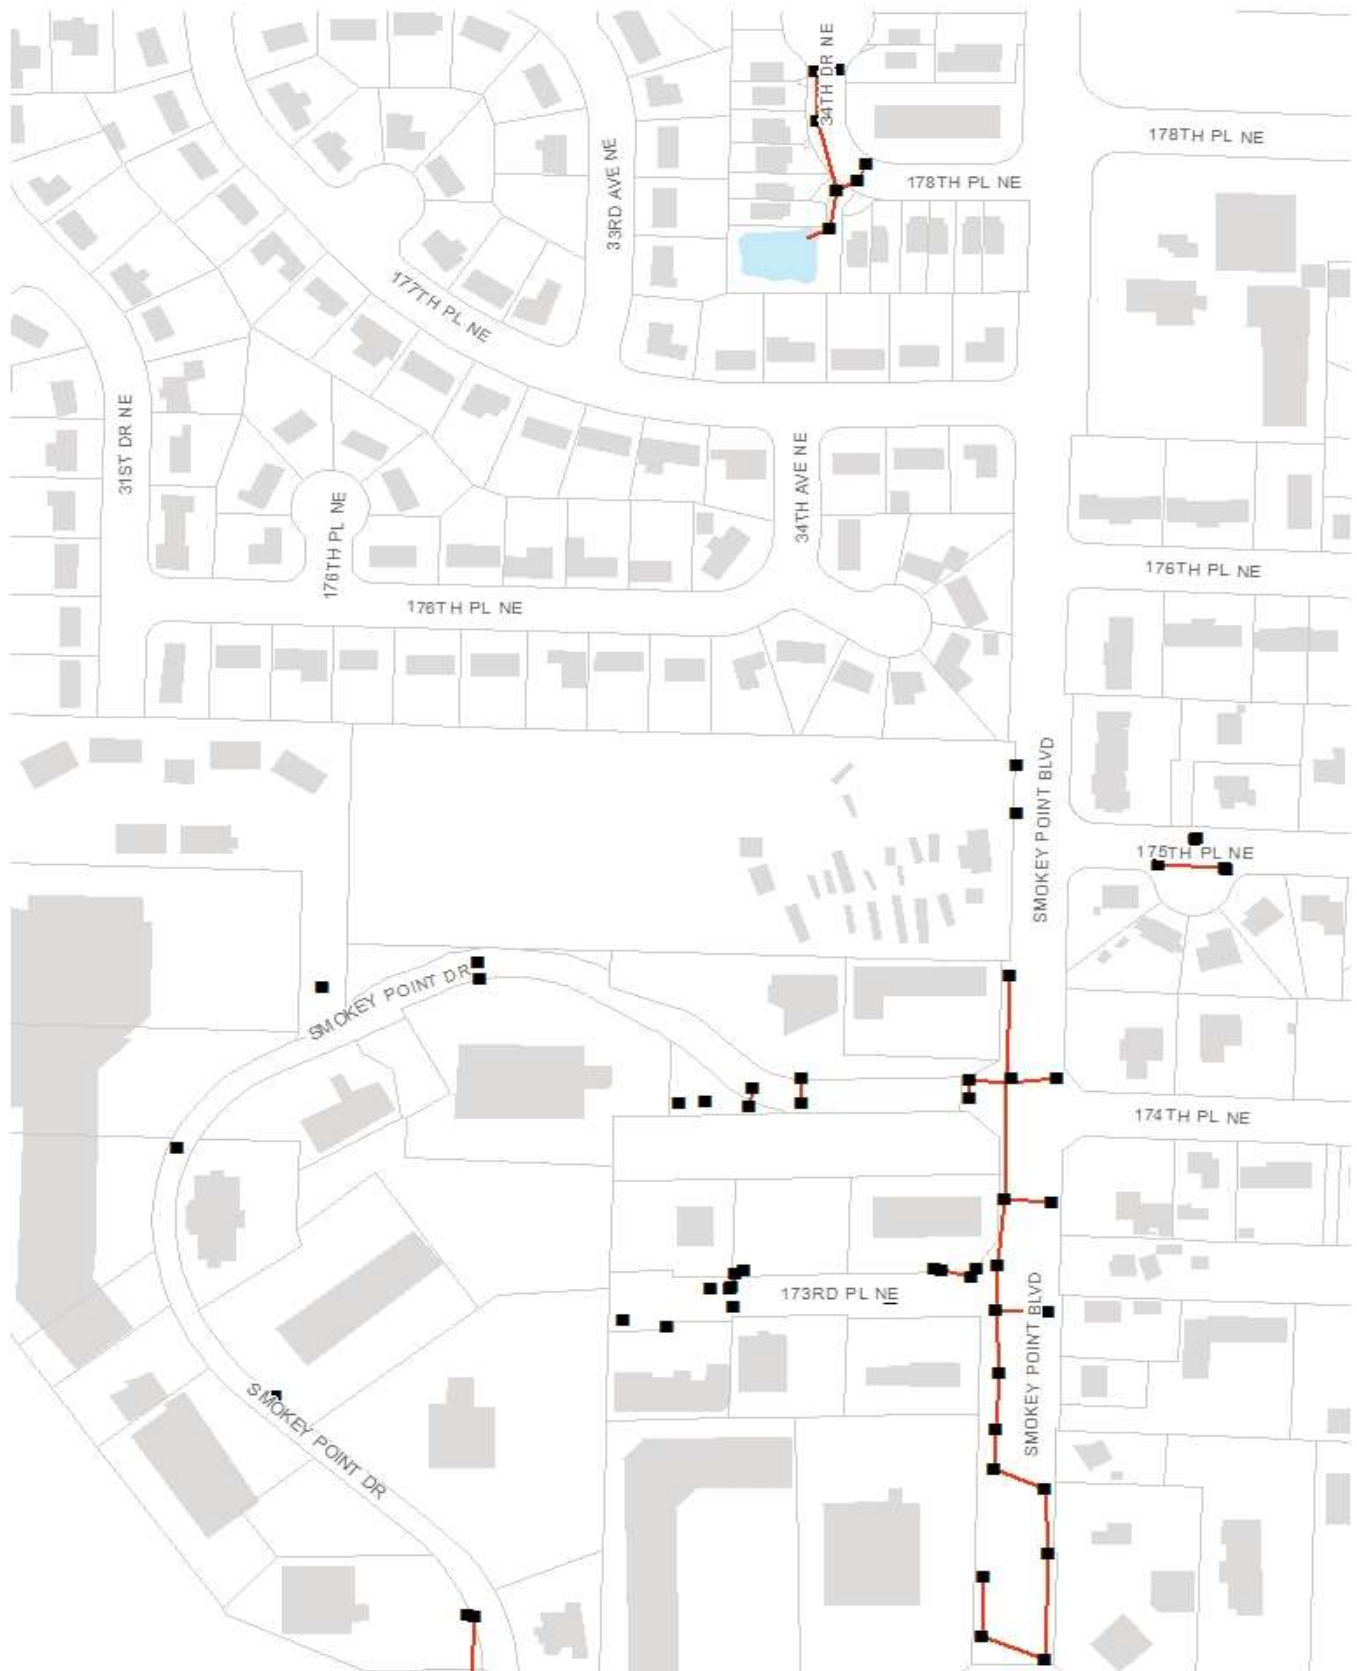 34TH DR NE
178TH PL NE
178TH PL NE
33RD AVE NE
177TH PL NE
31ST DR NE
34TH AVE NE
176TH PL NE
176TH PL NE
176TH PL NE
SMOKEY POINT BLVD
175TH PL NE
SMOKEY POINT DR
174TH PL NE
173RD PL NE
SMOKEY POINT BLVD
SMOKEY POINT DR